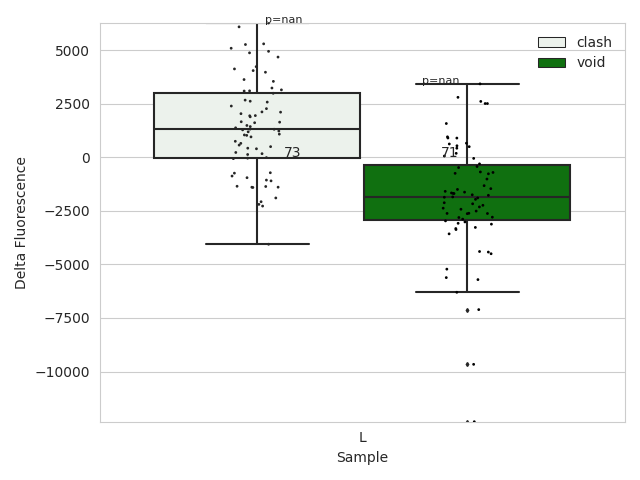 p=nan
clash
void
p=nan
73
71
5000
2500
0
−2500
−5000
−7500
−10000
Delta Fluorescence
L
Sample